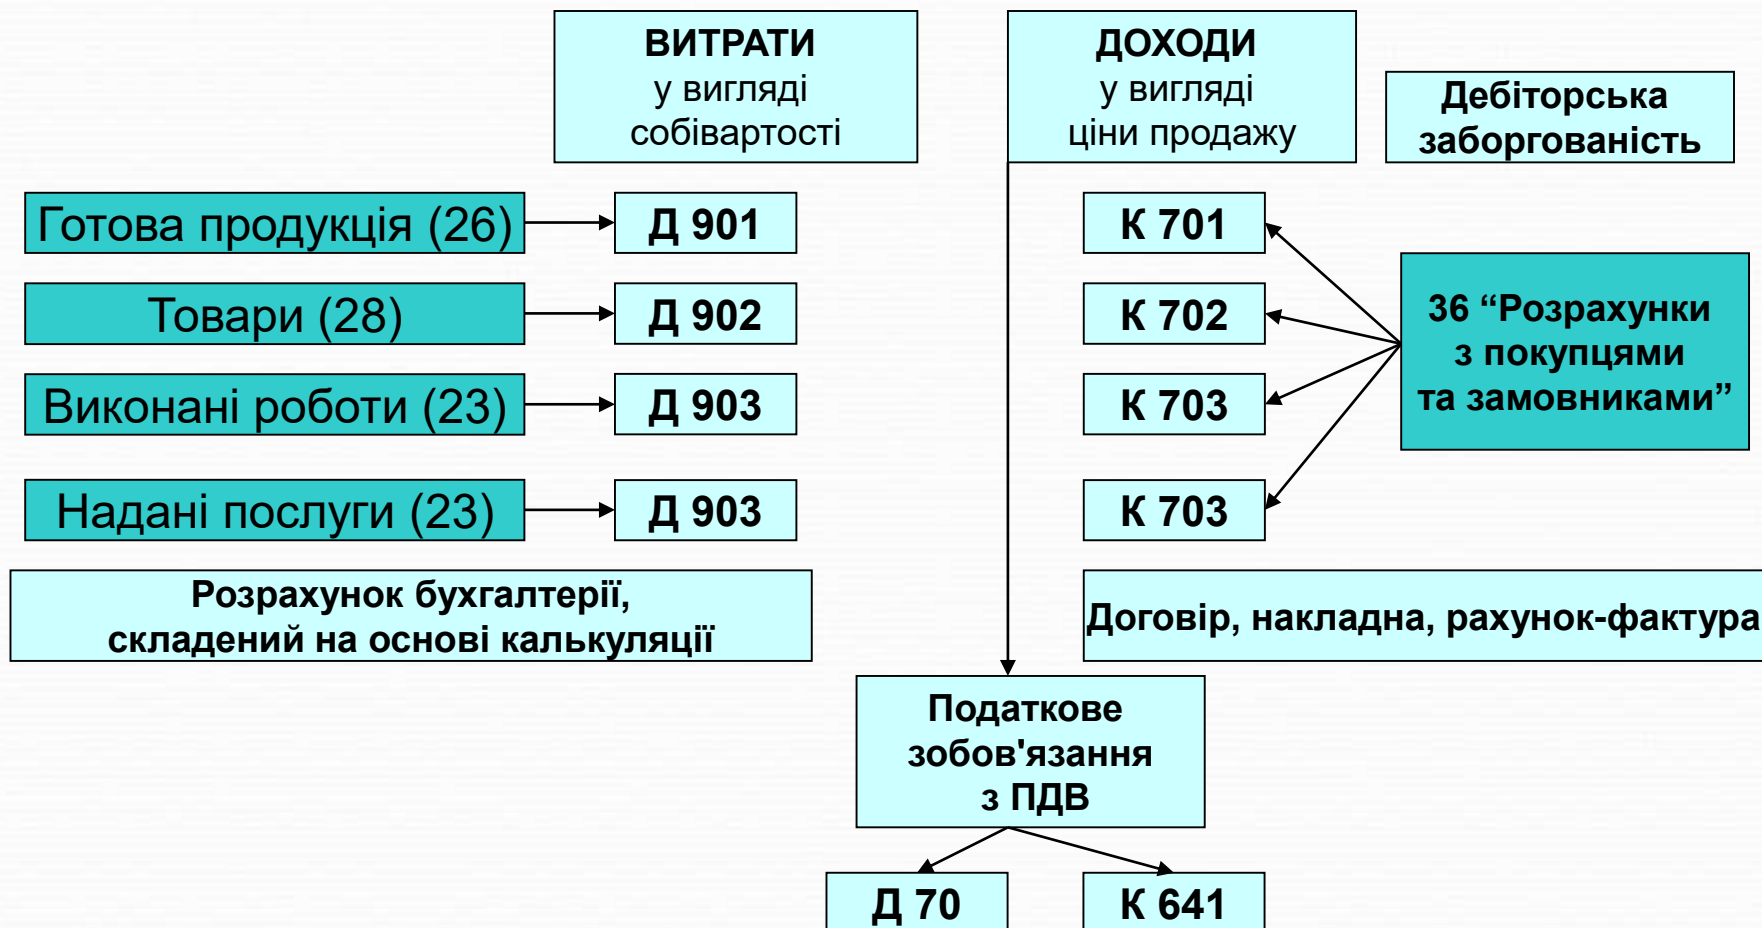 ВИТРАТИ
у вигляді
собівартості
ДОХОДИ
у вигляді
ціни продажу
Дебіторська
заборгованість
Готова продукція (26)
Д 901
К 701
Товари (28)
Д 902
К 702
36 “Розрахунки
з покупцями
та замовниками”
Виконані роботи (23)
Д 903
К 703
Надані послуги (23)
Д 903
К 703
Розрахунок бухгалтерії,
складений на основі калькуляції
Договір, накладна, рахунок-фактура
Податкове
зобов'язання
з ПДВ
Д 70
К 641